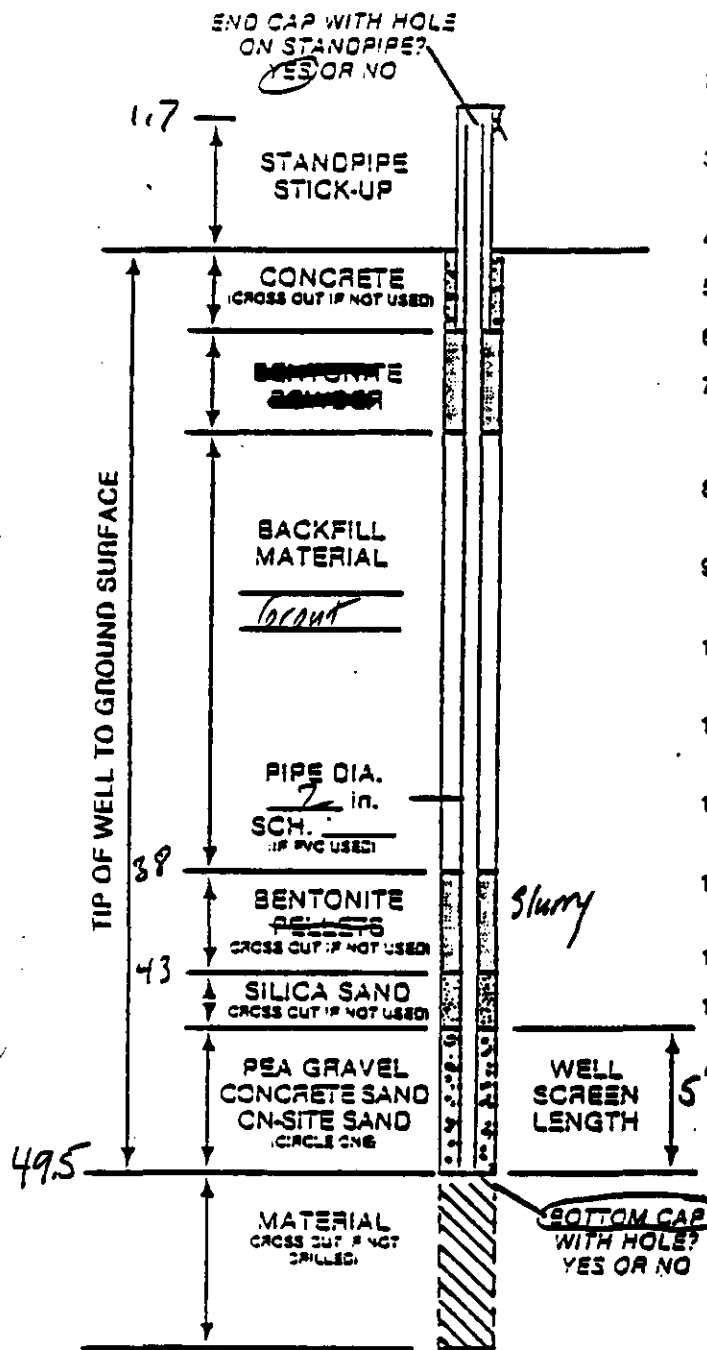 END CAP WITH HOLE
ON STANDPIPE?
YES OR NO
1.7
STANDPIPE
STICK-UP
CONCRETE
(CROSS OUT IF NOT USED)
BENTONITE
POWDER
TIP OF WELL TO GROUND SURFACE
BACKFILL
MATERIAL
Grout
PIPE DIA.
2 in.
SCH.
(IF PVC USED)
38
BENTONITE
PELLETS
(CROSS OUT IF NOT USED)
Slurry
43
SILICA SAND
(CROSS OUT IF NOT USED)
PEA GRAVEL
CONCRETE SAND
ON-SITE SAND
(CIRCLE ONE)
WELL
SCREEN
LENGTH
5'
49.5
MATERIAL
(CROSS OUT IF NOT
DRILLED)
BOTTOM CAP
WITH HOLE?
YES OR NO